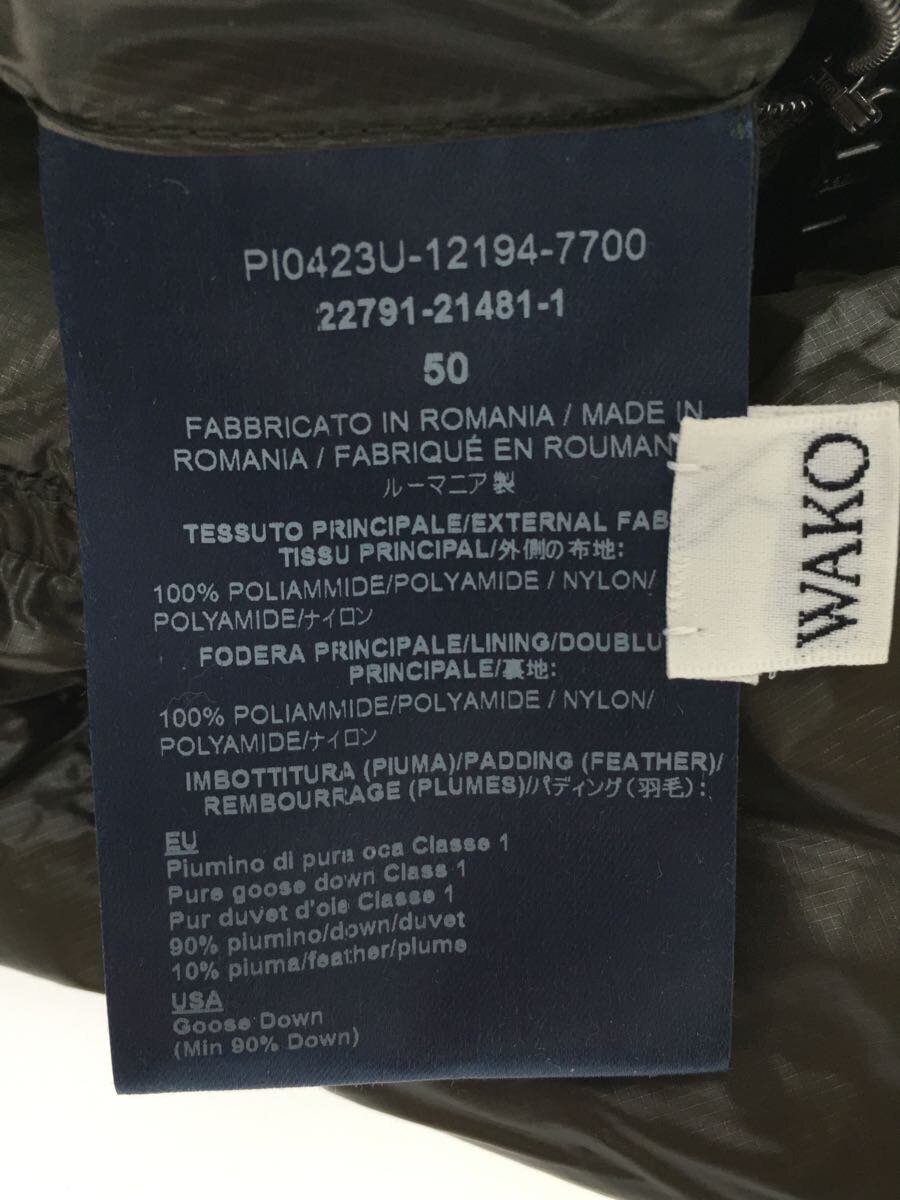 PI0423U-12194-7700
22791-21481-1
50
FABBRICATO IN ROMANIA / MADE IN
ROMANIA / FABRIQUÉ EN ROUMAN
ルーマニア製
TESSUTO PRINCIPALE/EXTERNAL FAB
TISSU PRINCIPAL/外側の布地:
100% POLIAMMIDE/POLYAMIDE / NYLON/
POLYAMIDE/ナイロン
FODERA PRINCIPALE/LINING/DOUBLU
PRINCIPALE/裏地:
100% POLIAMMIDE/POLYAMIDE / NYLON/
POLYAMIDE/ナイロン
IMBOTTITURA (PIUMA)/PADDING (FEATHER)/
REMBOURRAGE (PLUMES)/パディング(羽毛):
EU
Piumino di pura oca Classe 1
Pure goose down Class 1
Pur duvet d'oie Classe 1
90% piumino/down/duvet
10% piuma/feather/plume
USA
Goose Down
(Min 90% Down)
WAKO